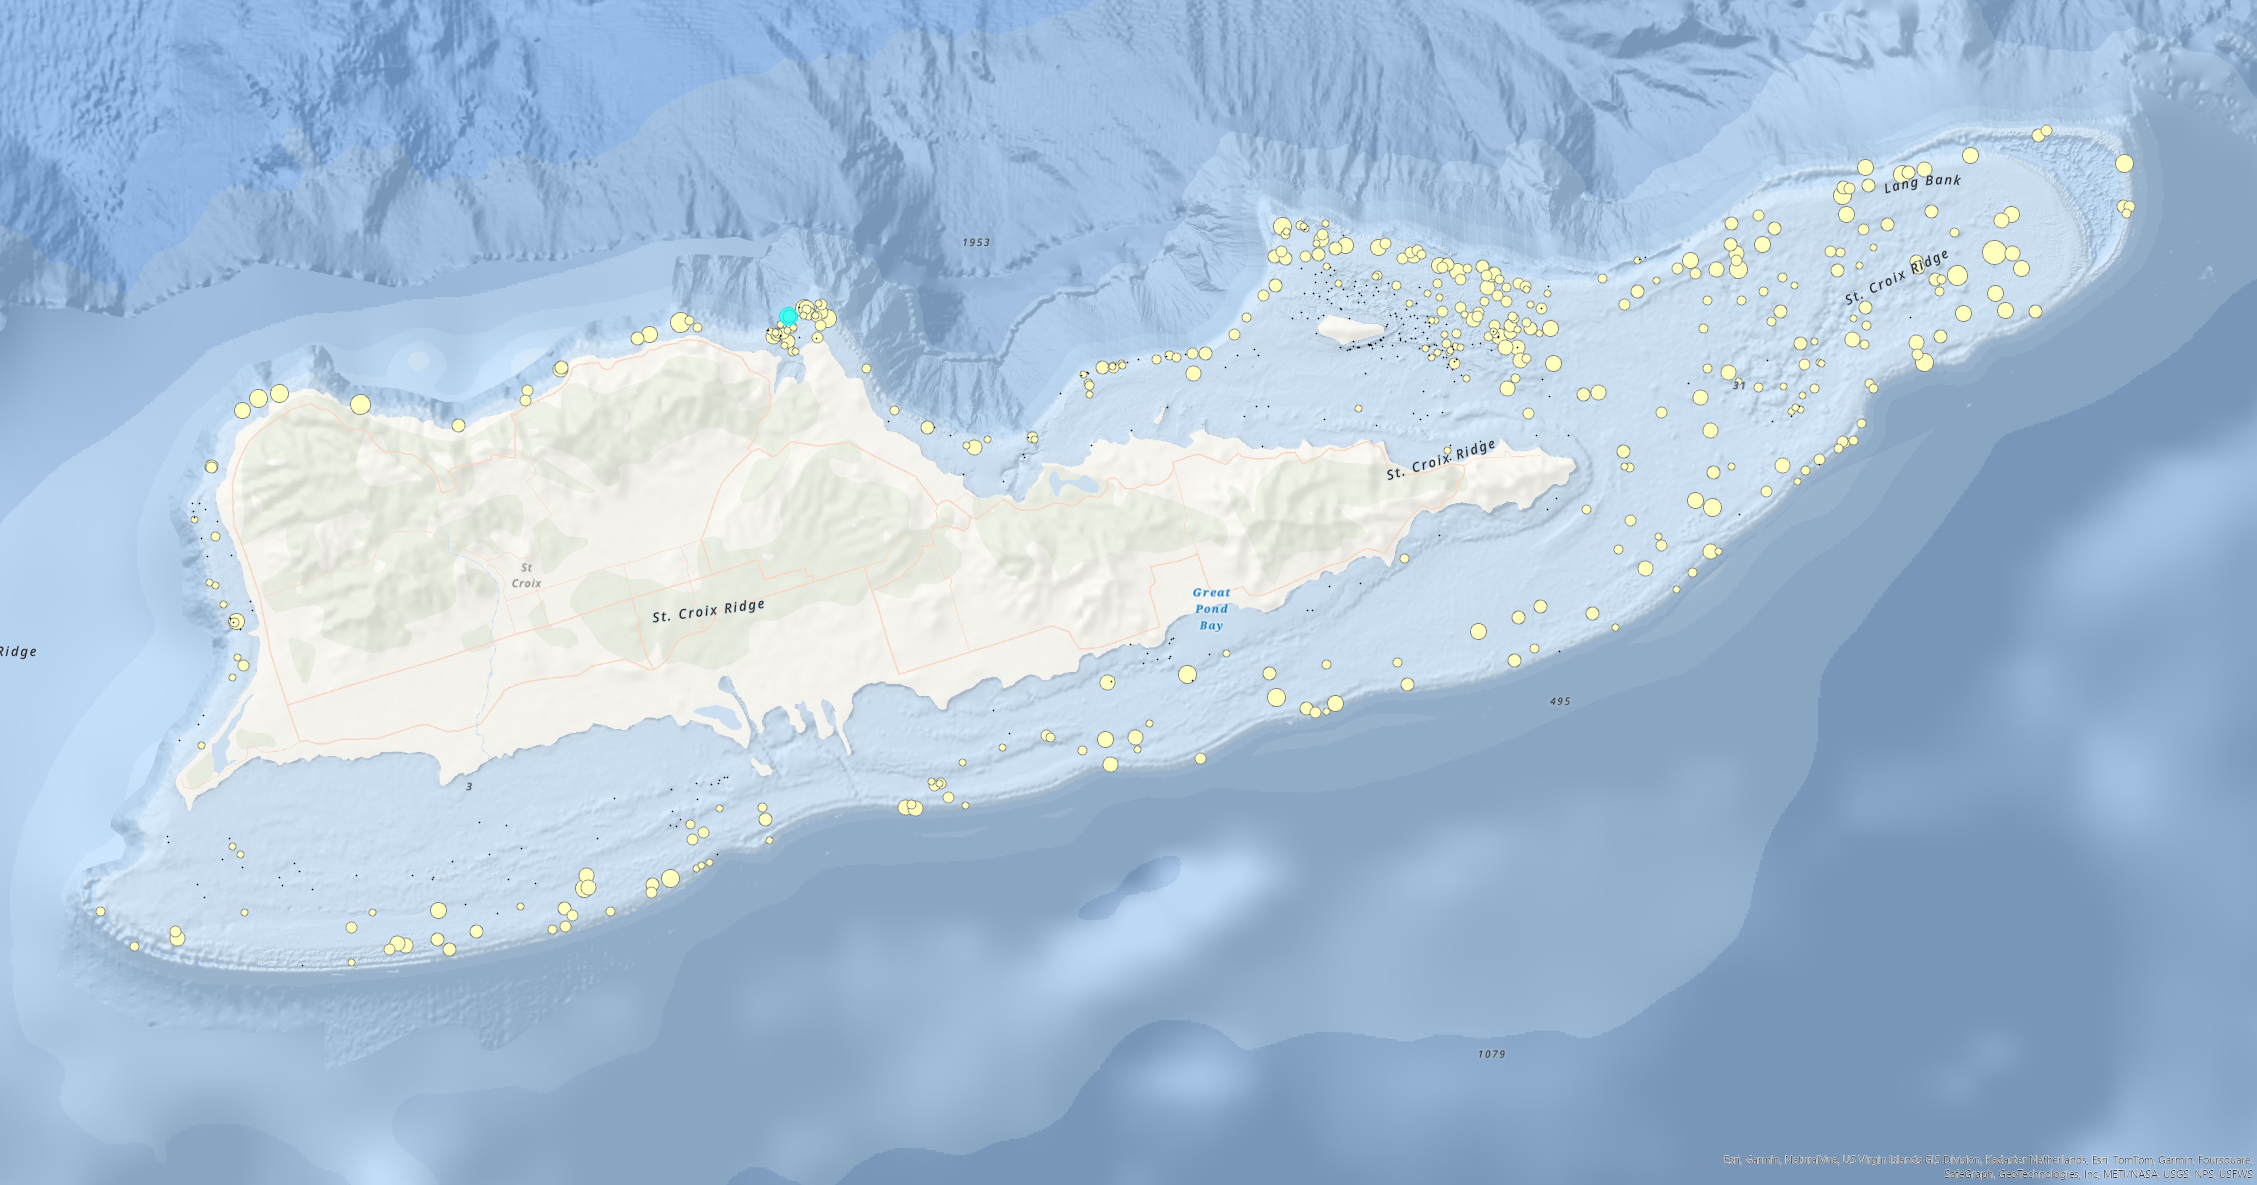 1953
Lang Bank
St. Croix Ridge
31
St. Croix Ridge
St
Croix
Great
Pond
Bay
St. Croix Ridge
Ridge
495
3
1079
Esri, Garmin, NaturalVue, US Virgin Islands GIS Division, Kadaster Netherlands, Esri, TomTom, Garmin, Foursquare,
SafeGraph, GeoTechnologies, Inc, METI/NASA, USGS, NPS, USFWS